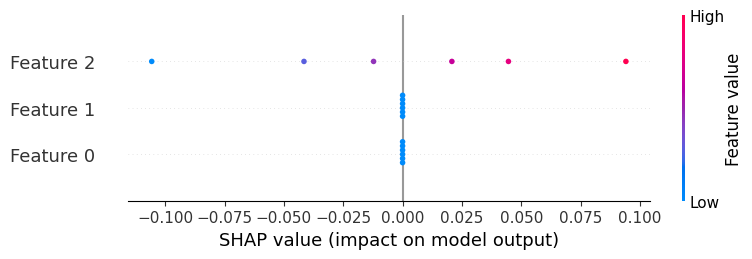 High
Feature 2
Feature 1
Feature 0
Feature value
Low
−0.100 −0.075 −0.050 −0.025 0.000 0.025 0.050 0.075 0.100
SHAP value (impact on model output)